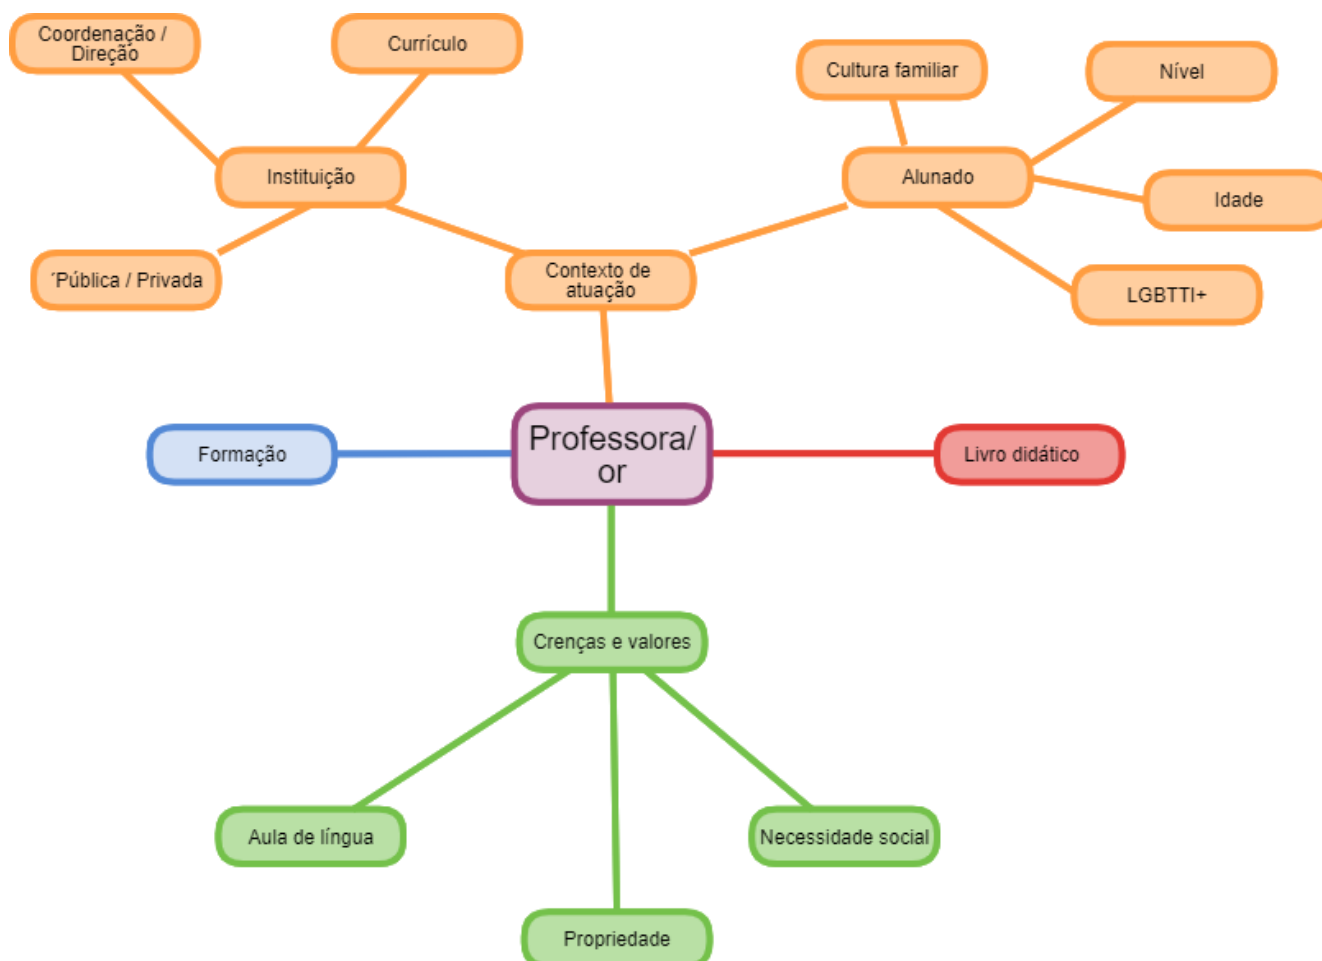 Coordenação /
Direção
Currículo
Cultura familiar
Nível
Instituição
Alunado
Idade
´Pública / Privada
Contexto de
atuação
LGBTTI+
Formação
Professora/
or
Livro didático
Crenças e valores
Aula de língua
Necessidade social
Propriedade